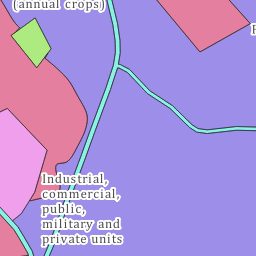 (annual crops)
Industrial,
commercial,
public,
military and
private units